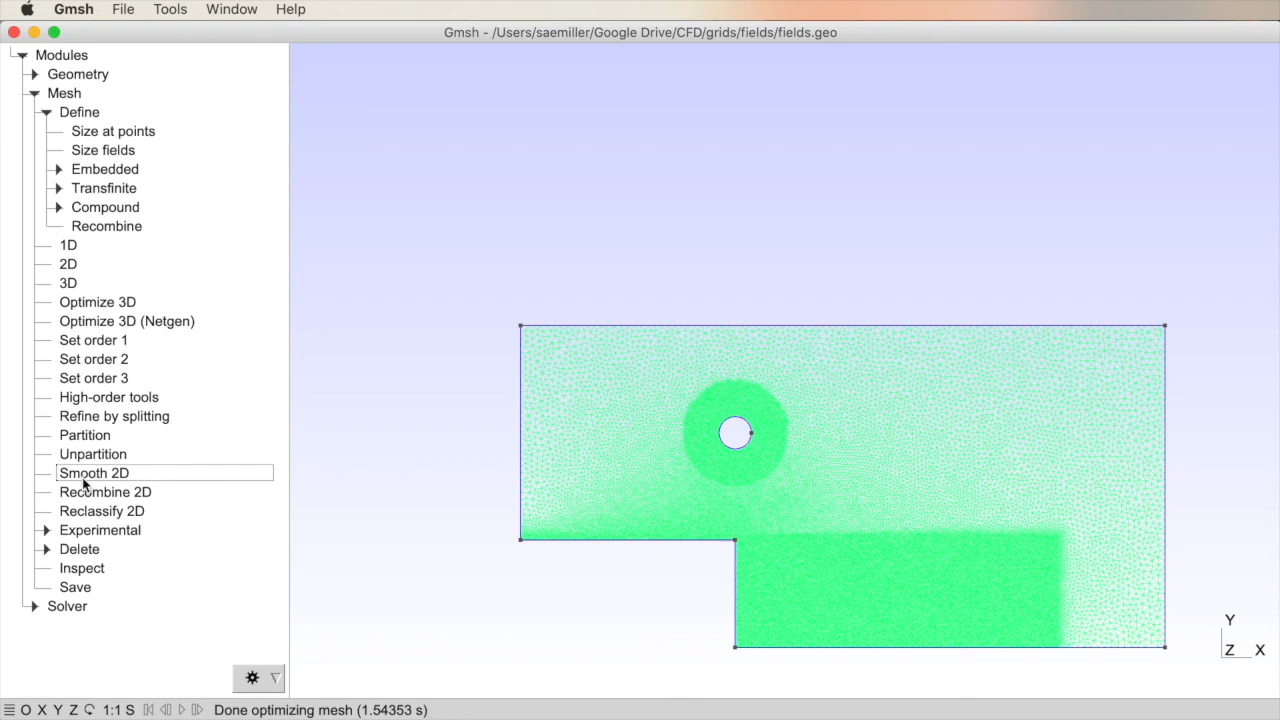 Gmsh File Tools Window Help
Gmsh - /Users/saemiller/Google Drive/CFD/grids/fields/fields.geo
Modules
Geometry
Mesh
Define
Size at points
Size fields
Embedded
Transfinite
Compound
Recombine
1D
2D
3D
Optimize 3D
Optimize 3D (Netgen)
Set order 1
Set order 2
Set order 3
High-order tools
Refine by splitting
Partition
Unpartition
Smooth 2D
Recombine 2D
Reclassify 2D
Experimental
Delete
Inspect
Save
Solver
Y
Z X
O X Y Z 1:1 S Done optimizing mesh (1.54353 s)